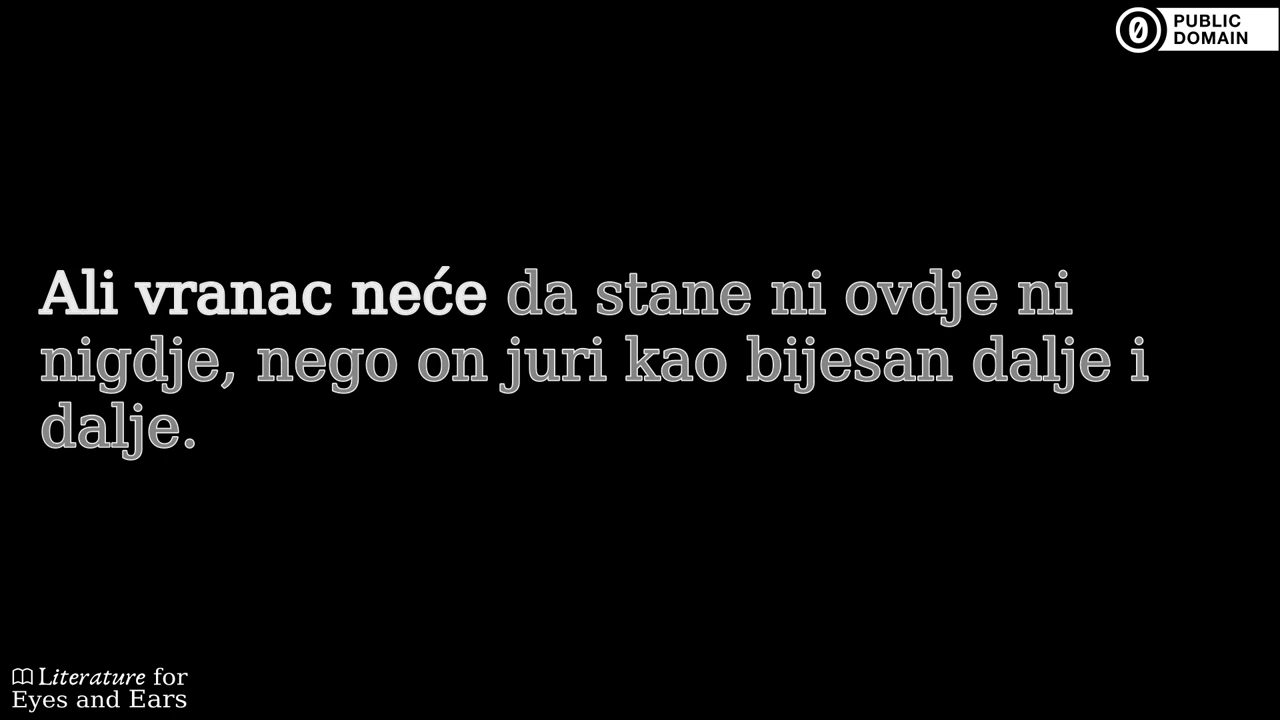 PUBLIC
DOMAIN
Ali vranac neće da stane ni ovdje ni
nigdje, nego on juri kao bijesan dalje i
dalje.
Literature for
Eyes and Ears